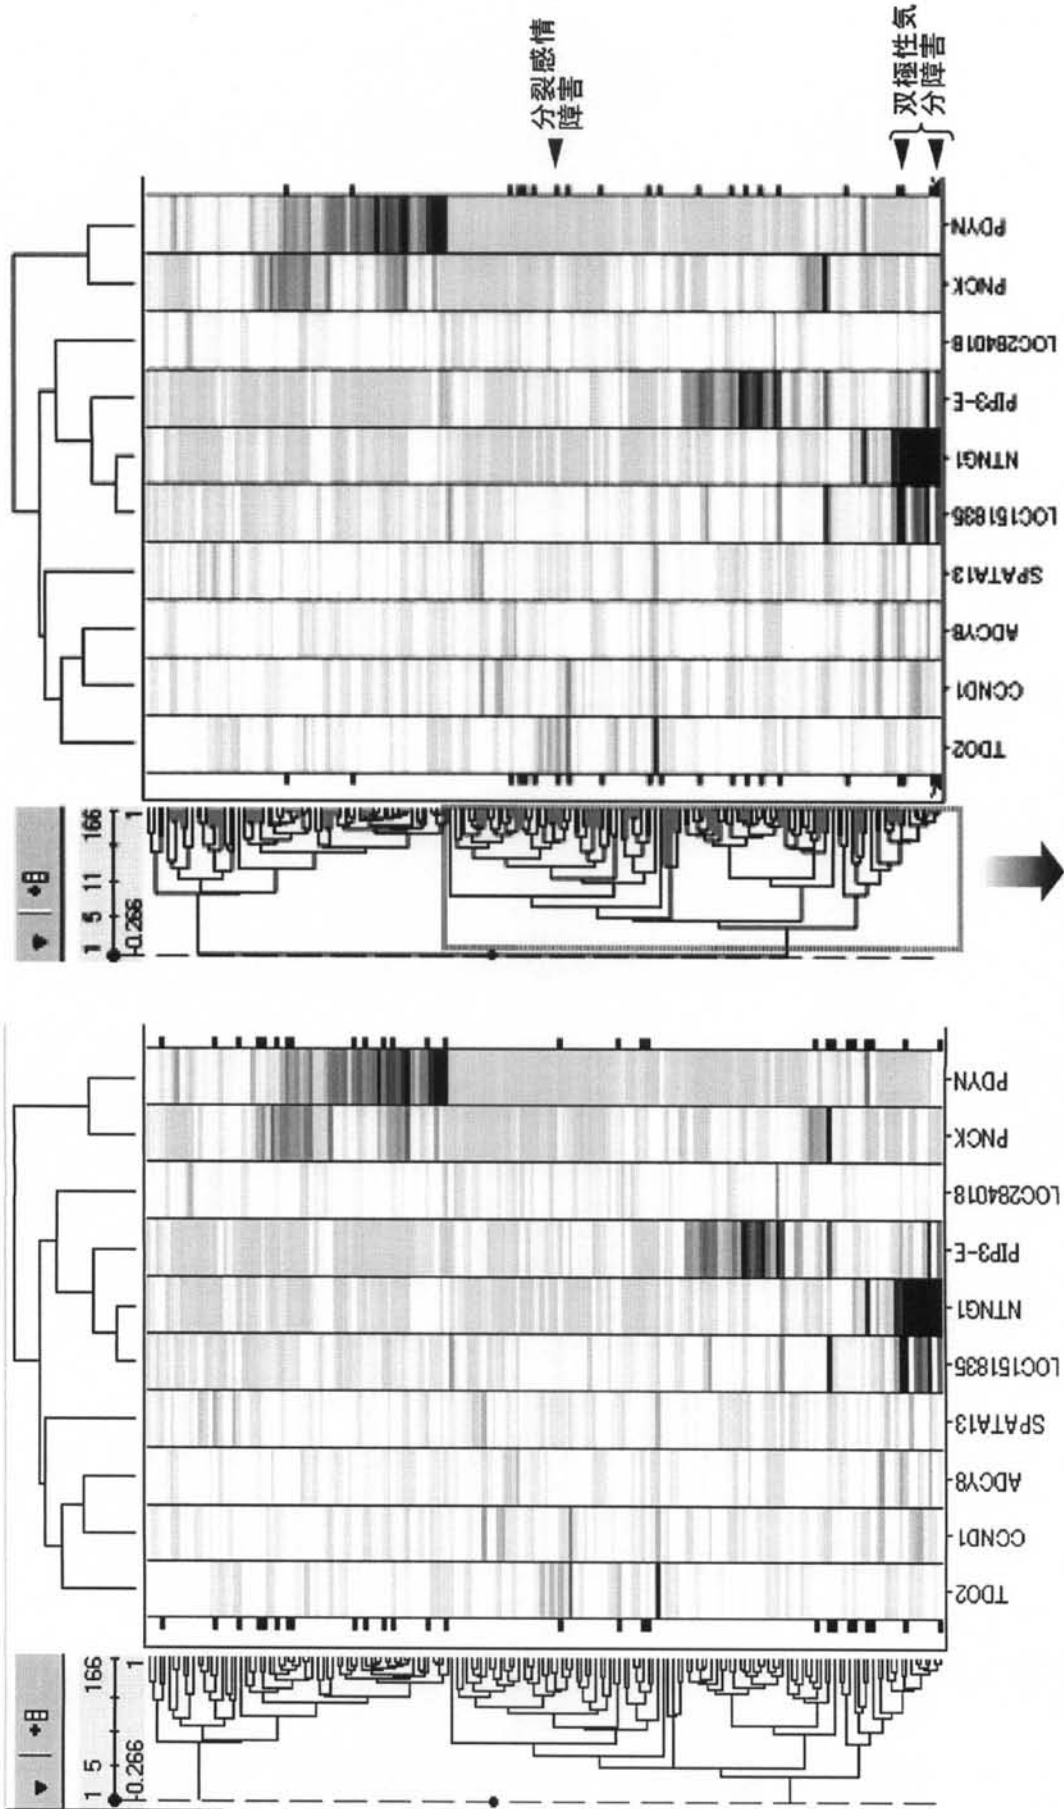 分裂感情
障害
双極性気
分障害
PDYN
PNCK
LOC284018
PIP3-E
NTNG1
LOC151835
SPATA13
ADCY8
CCND1
TDO2
1 5 11 166
-0.266 1
PDYN
PNCK
LOC284018
PIP3-E
NTNG1
LOC151835
SPATA13
ADCY8
CCND1
TDO2
1 5 166
-0.266 1